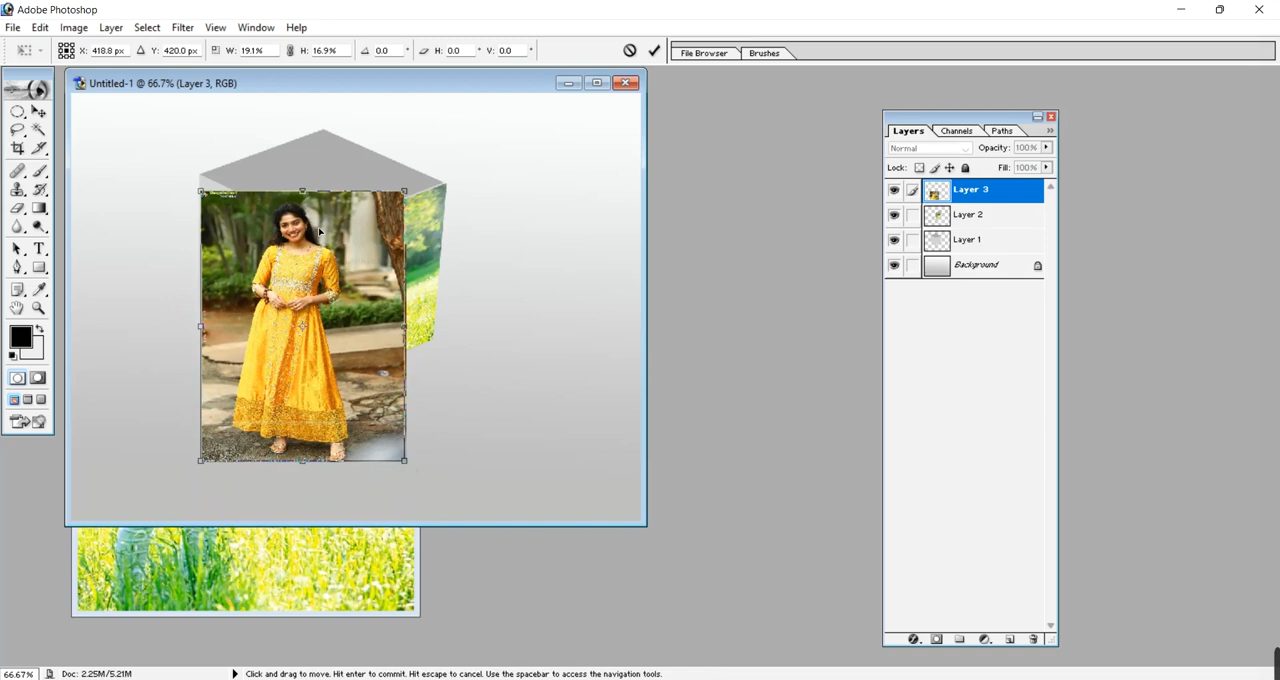 Adobe Photoshop
File Edit Image Layer Select Filter View Window Help
X: 418.8 px Y: 420.0 px W: 19.1% H: 16.9% 0.0 ° H: 0.0 ° V: 0.0 °
File Browser Brushes
Untitled-1 @ 66.7% (Layer 3, RGB)
Layers Channels Paths
Normal Opacity: 100%
Lock: Fill: 100%
Layer 3
Layer 2
Layer 1
Background
T
66.67% Doc: 2.25M/5.21M Click and drag to move. Hit enter to commit. Hit escape to cancel. Use the spacebar to access the navigation tools.